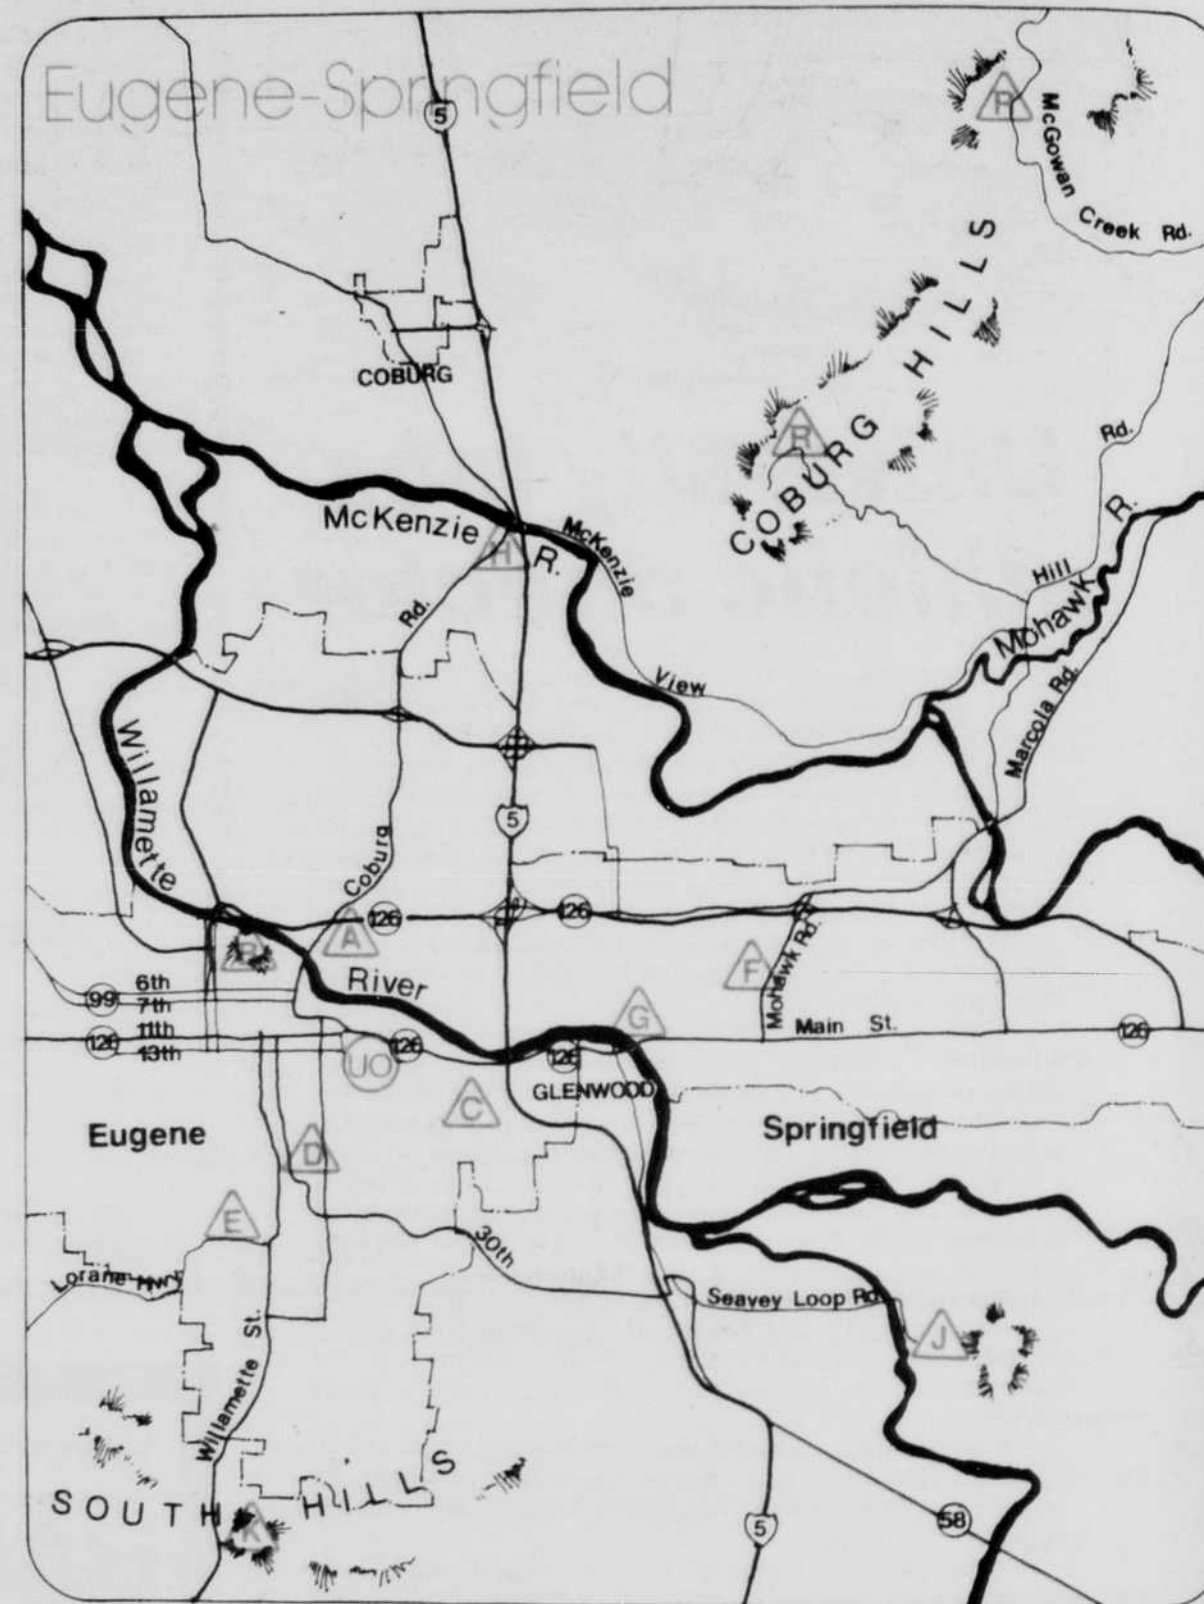 Eugene-Springfield
5
R
McGowan
Creek Rd.
COBURG HILLS
COBURG
R
Rd.
McKenzie R.
H
McKenzie
View
Rd.
Hill
Mohawk R.
Marcola Rd.
Willamette
River
5
Coburg
126
126
A
F
Mohawk Rd.
6th
99
7th
11th
126
13th
G
Main St.
126
UO
126
126
GLENWOOD
C
Eugene
Springfield
D
E
30th
Lorane Hwy
Seavey Loop Rd.
J
Willamette St.
SOUTH HILLS
K
5
58